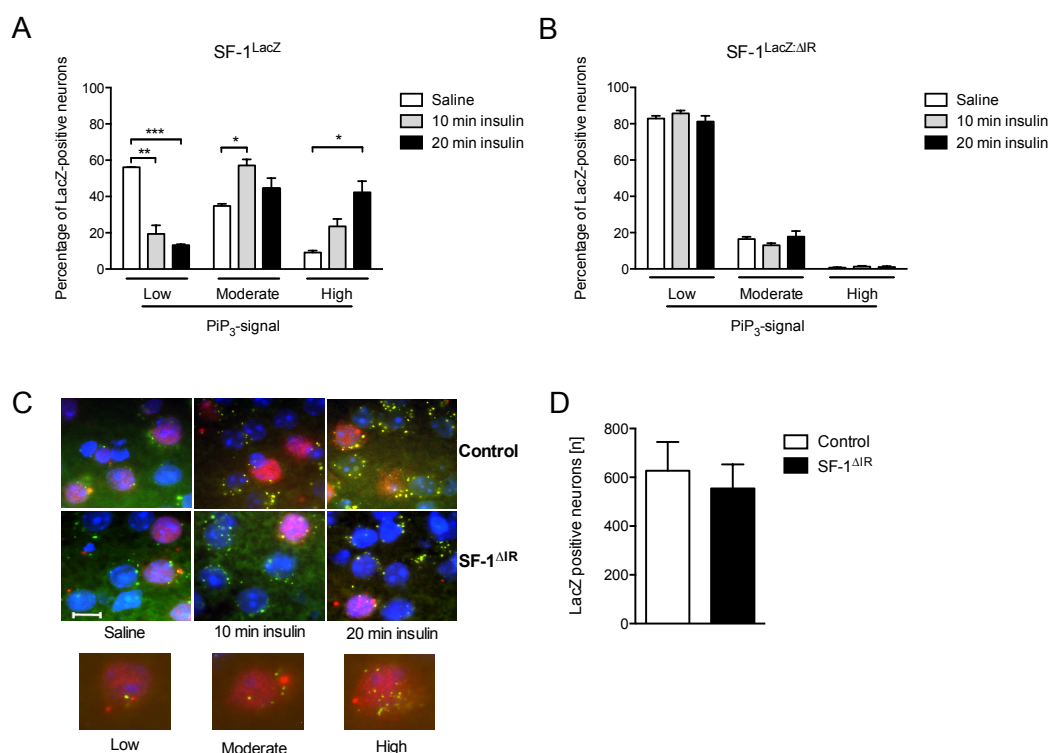 A
SF-1LacZ
Percentage of LacZ-positive neurons
100
80
60
40
20
0
***
**
*
*
Saline
10 min insulin
20 min insulin
Low
Moderate
High
PiP3-signal
B
SF-1LacZ:ΔIR
Percentage of LacZ-positive neurons
100
80
60
40
20
0
Saline
10 min insulin
20 min insulin
Low
Moderate
High
PiP3-signal
C
Control
SF-1ΔIR
Saline
10 min insulin
20 min insulin
Low
Moderate
High
D
LacZ positive neurons [n]
800
600
400
200
0
Control
SF-1ΔIR